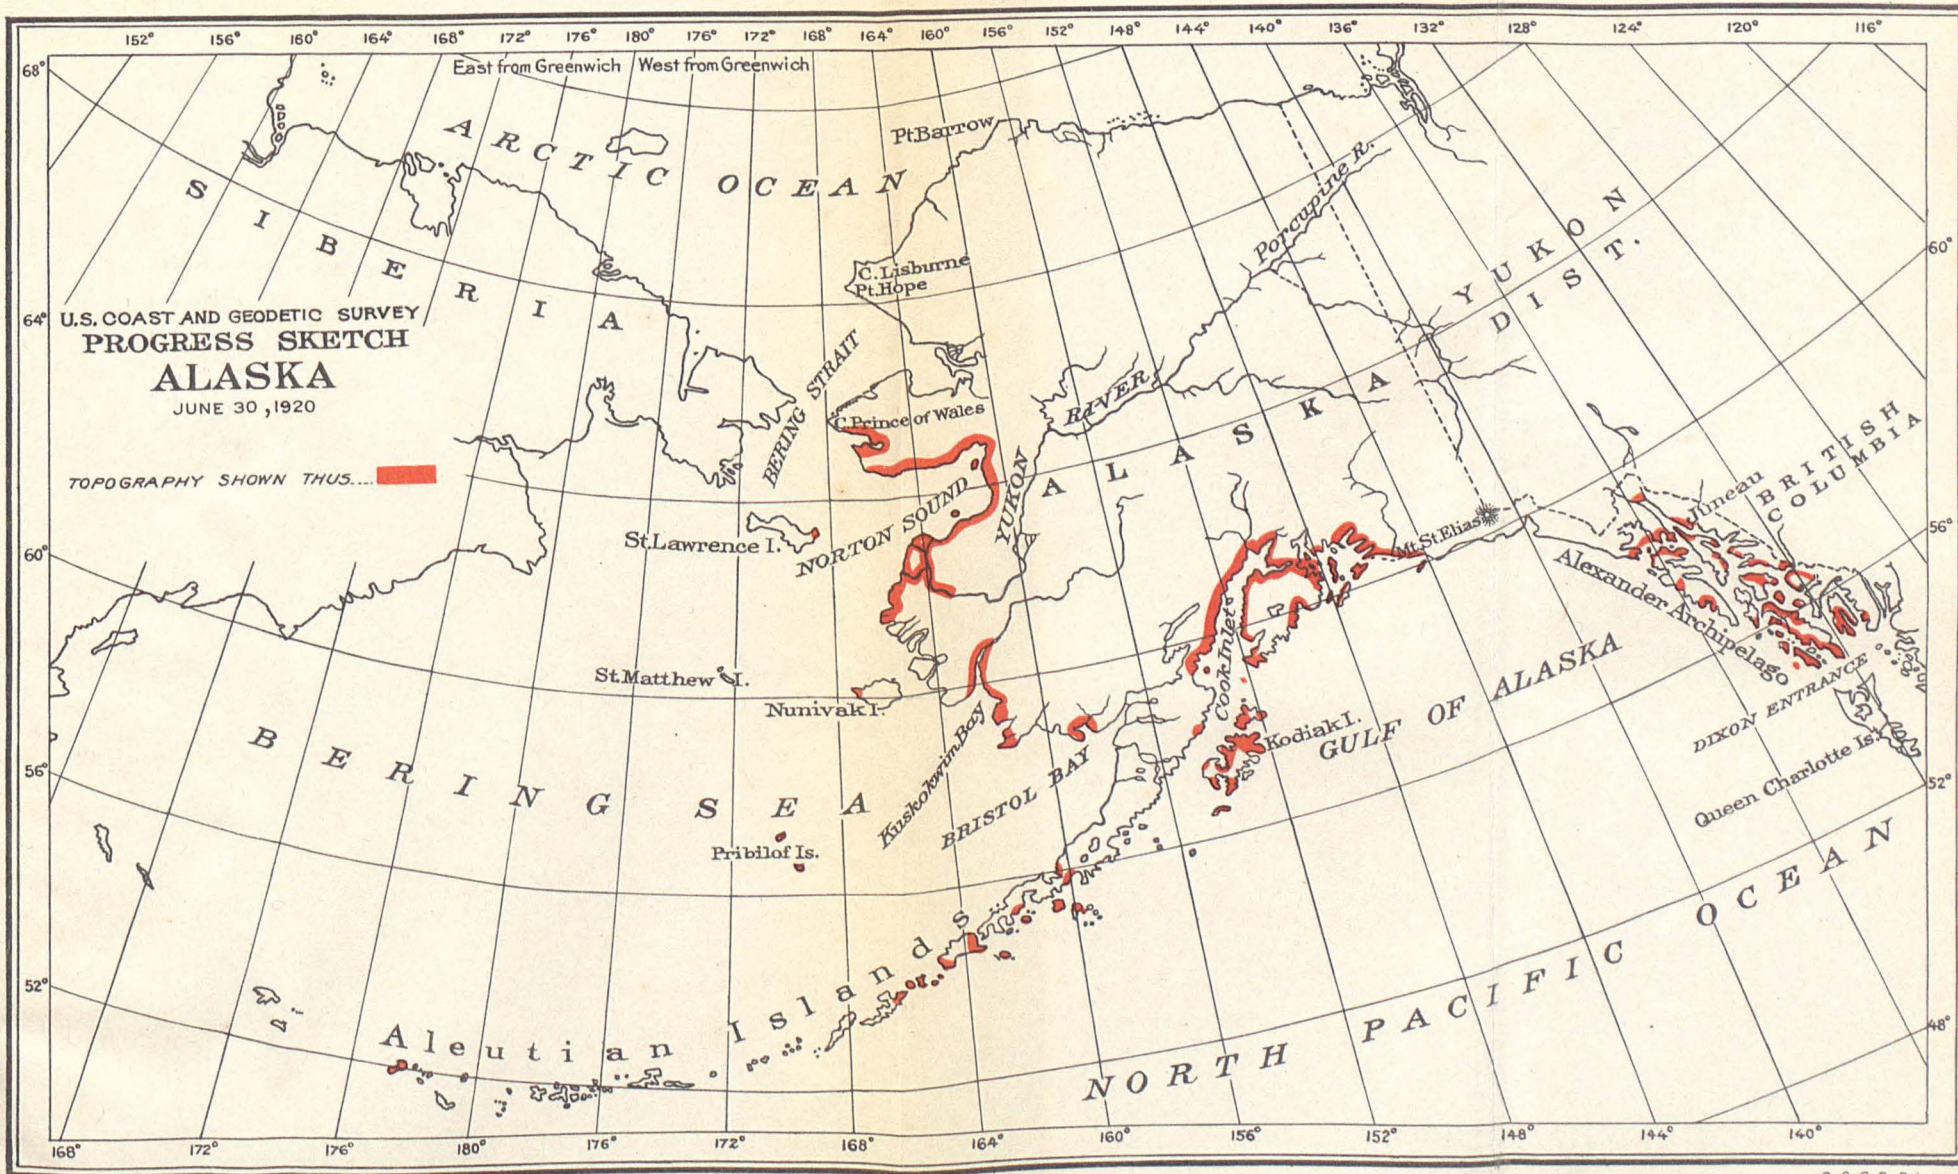 152° 156° 160° 164° 168° 172° 176° 180° 176° 172° 168° 164° 160° 156° 152° 148° 144° 140° 136° 132° 128° 124° 120° 116°
East from Greenwich West from Greenwich
68°
ARCTIC OCEAN
Pt. Barrow
SIBERIA
Porcupine R.
YUKON
DIST.
60°
C. Lisburne
Pt. Hope
64°
U.S. COAST AND GEODETIC SURVEY
PROGRESS SKETCH
ALASKA
JUNE 30, 1920
TOPOGRAPHY SHOWN THUS....
BERING STRAIT
C. Prince of Wales
YUKON RIVER
ALASKA
BRITISH
COLUMBIA
Juneau
56°
St. Lawrence I.
NORTON SOUND
Mt. St. Elias
60°
Alexander Archipelago
Cook Inlet
St. Matthew I.
Nunivak I.
Kuskokwim Bay
BRISTOL BAY
Kodiak I.
GULF OF ALASKA
DIXON ENTRANCE
Queen Charlotte Is.
52°
56°
BERING SEA
Pribilof Is.
52°
Aleutian Islands
NORTH PACIFIC OCEAN
48°
168° 172° 176° 180° 176° 172° 168° 164° 160° 156° 152° 148° 144° 140°